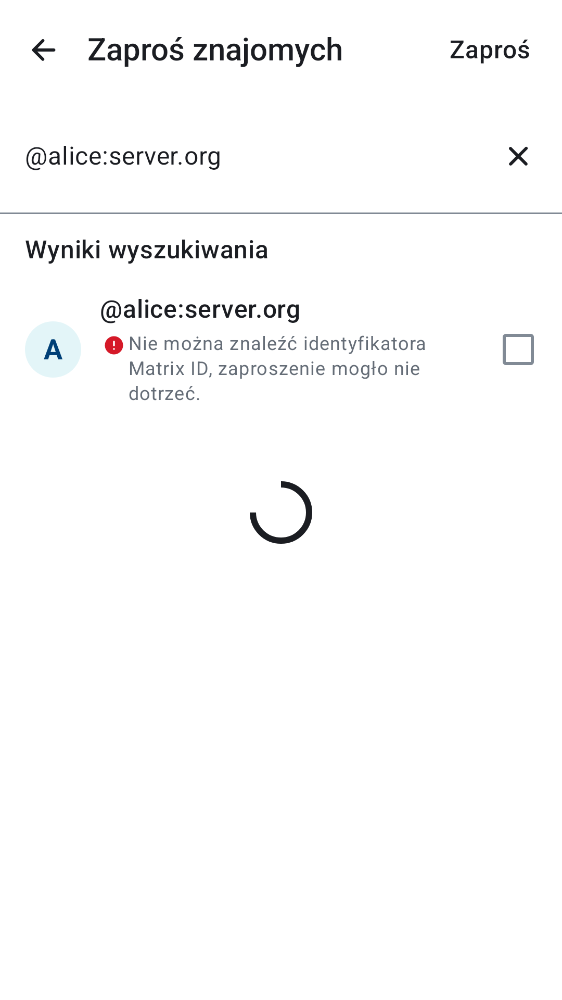 Zaproś znajomych
Zaproś
@alice:server.org
Wyniki wyszukiwania
@alice:server.org
A
Nie można znaleźć identyfikatora
Matrix ID, zaproszenie mogło nie
dotrzeć.